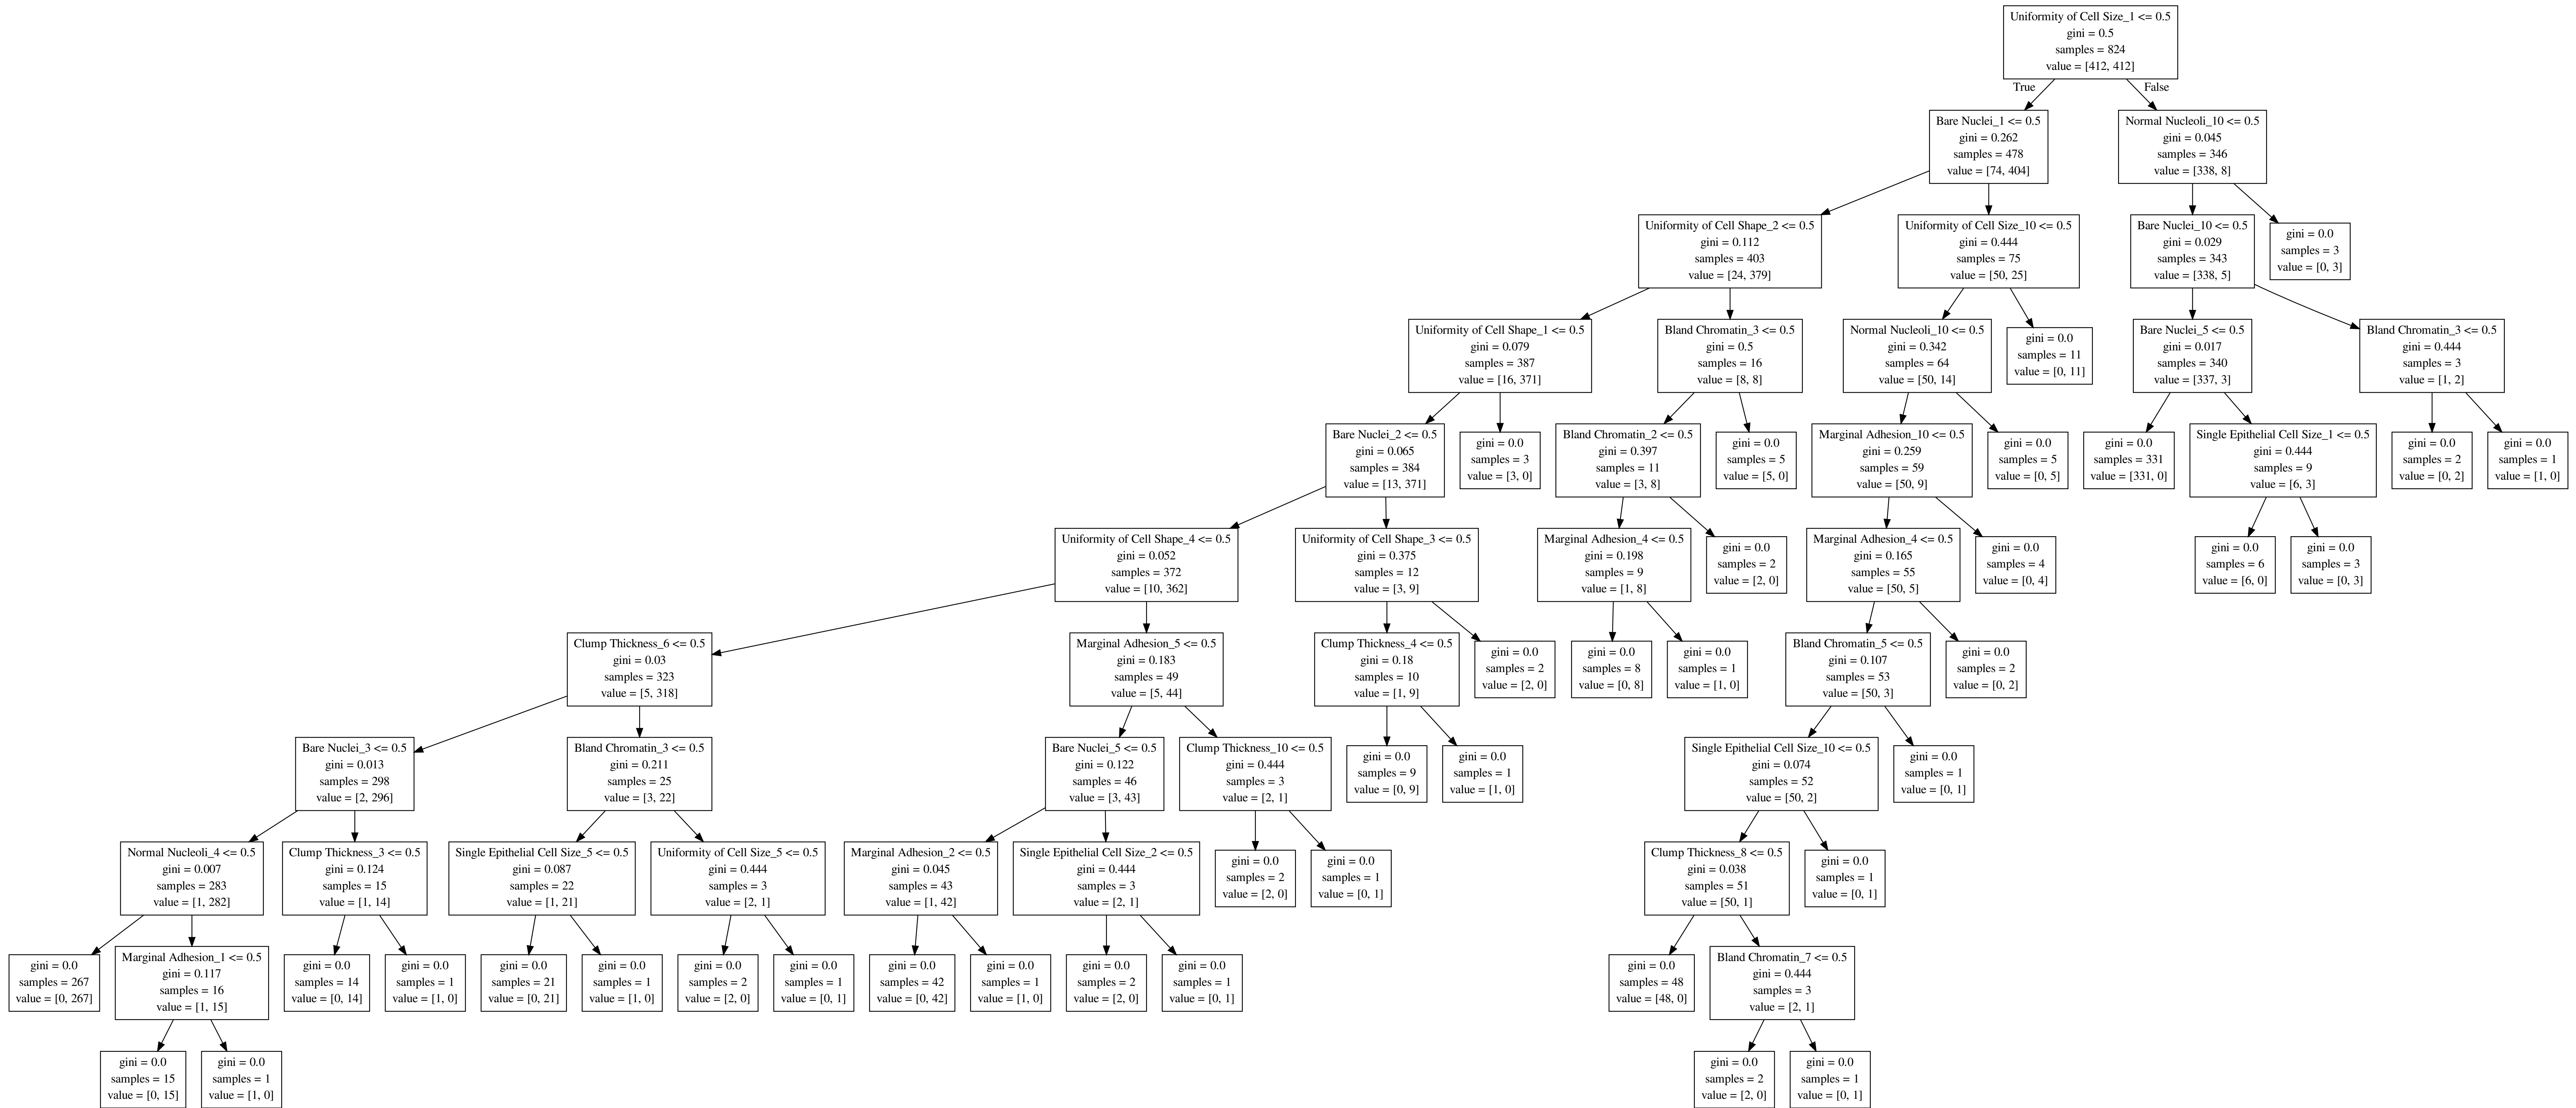 Uniformity of Cell Size_1 <= 0.5
gini = 0.5
samples = 824
value = [412, 412]
True
False
Bare Nuclei_1 <= 0.5
gini = 0.262
samples = 478
value = [74, 404]
Normal Nucleoli_10 <= 0.5
gini = 0.045
samples = 346
value = [338, 8]
Uniformity of Cell Shape_2 <= 0.5
gini = 0.112
samples = 403
value = [24, 379]
Uniformity of Cell Size_10 <= 0.5
gini = 0.444
samples = 75
value = [50, 25]
Bare Nuclei_10 <= 0.5
gini = 0.029
samples = 343
value = [338, 5]
gini = 0.0
samples = 3
value = [0, 3]
Uniformity of Cell Shape_1 <= 0.5
gini = 0.079
samples = 387
value = [16, 371]
Bland Chromatin_3 <= 0.5
gini = 0.5
samples = 16
value = [8, 8]
Normal Nucleoli_10 <= 0.5
gini = 0.342
samples = 64
value = [50, 14]
gini = 0.0
samples = 11
value = [0, 11]
Bare Nuclei_5 <= 0.5
gini = 0.017
samples = 340
value = [337, 3]
Bland Chromatin_3 <= 0.5
gini = 0.444
samples = 3
value = [1, 2]
Bare Nuclei_2 <= 0.5
gini = 0.065
samples = 384
value = [13, 371]
gini = 0.0
samples = 3
value = [3, 0]
Bland Chromatin_2 <= 0.5
gini = 0.397
samples = 11
value = [3, 8]
gini = 0.0
samples = 5
value = [5, 0]
Marginal Adhesion_10 <= 0.5
gini = 0.259
samples = 59
value = [50, 9]
gini = 0.0
samples = 5
value = [0, 5]
gini = 0.0
samples = 331
value = [331, 0]
Single Epithelial Cell Size_1 <= 0.5
gini = 0.444
samples = 9
value = [6, 3]
gini = 0.0
samples = 2
value = [0, 2]
gini = 0.0
samples = 1
value = [1, 0]
Uniformity of Cell Shape_4 <= 0.5
gini = 0.052
samples = 372
value = [10, 362]
Uniformity of Cell Shape_3 <= 0.5
gini = 0.375
samples = 12
value = [3, 9]
Marginal Adhesion_4 <= 0.5
gini = 0.198
samples = 9
value = [1, 8]
gini = 0.0
samples = 2
value = [2, 0]
Marginal Adhesion_4 <= 0.5
gini = 0.165
samples = 55
value = [50, 5]
gini = 0.0
samples = 4
value = [0, 4]
gini = 0.0
samples = 6
value = [6, 0]
gini = 0.0
samples = 3
value = [0, 3]
Clump Thickness_6 <= 0.5
gini = 0.03
samples = 323
value = [5, 318]
Marginal Adhesion_5 <= 0.5
gini = 0.183
samples = 49
value = [5, 44]
Clump Thickness_4 <= 0.5
gini = 0.18
samples = 10
value = [1, 9]
gini = 0.0
samples = 2
value = [2, 0]
gini = 0.0
samples = 8
value = [0, 8]
gini = 0.0
samples = 1
value = [1, 0]
Bland Chromatin_5 <= 0.5
gini = 0.107
samples = 53
value = [50, 3]
gini = 0.0
samples = 2
value = [0, 2]
Bare Nuclei_3 <= 0.5
gini = 0.013
samples = 298
value = [2, 296]
Bland Chromatin_3 <= 0.5
gini = 0.211
samples = 25
value = [3, 22]
Bare Nuclei_5 <= 0.5
gini = 0.122
samples = 46
value = [3, 43]
Clump Thickness_10 <= 0.5
gini = 0.444
samples = 3
value = [2, 1]
gini = 0.0
samples = 9
value = [0, 9]
gini = 0.0
samples = 1
value = [1, 0]
Single Epithelial Cell Size_10 <= 0.5
gini = 0.074
samples = 52
value = [50, 2]
gini = 0.0
samples = 1
value = [0, 1]
Normal Nucleoli_4 <= 0.5
gini = 0.007
samples = 283
value = [1, 282]
Clump Thickness_3 <= 0.5
gini = 0.124
samples = 15
value = [1, 14]
Single Epithelial Cell Size_5 <= 0.5
gini = 0.087
samples = 22
value = [1, 21]
Uniformity of Cell Size_5 <= 0.5
gini = 0.444
samples = 3
value = [2, 1]
Marginal Adhesion_2 <= 0.5
gini = 0.045
samples = 43
value = [1, 42]
Single Epithelial Cell Size_2 <= 0.5
gini = 0.444
samples = 3
value = [2, 1]
gini = 0.0
samples = 2
value = [2, 0]
gini = 0.0
samples = 1
value = [0, 1]
Clump Thickness_8 <= 0.5
gini = 0.038
samples = 51
value = [50, 1]
gini = 0.0
samples = 1
value = [0, 1]
gini = 0.0
samples = 267
value = [0, 267]
Marginal Adhesion_1 <= 0.5
gini = 0.117
samples = 16
value = [1, 15]
gini = 0.0
samples = 14
value = [0, 14]
gini = 0.0
samples = 1
value = [1, 0]
gini = 0.0
samples = 21
value = [0, 21]
gini = 0.0
samples = 1
value = [1, 0]
gini = 0.0
samples = 2
value = [2, 0]
gini = 0.0
samples = 1
value = [0, 1]
gini = 0.0
samples = 42
value = [0, 42]
gini = 0.0
samples = 1
value = [1, 0]
gini = 0.0
samples = 2
value = [2, 0]
gini = 0.0
samples = 1
value = [0, 1]
gini = 0.0
samples = 48
value = [48, 0]
Bland Chromatin_7 <= 0.5
gini = 0.444
samples = 3
value = [2, 1]
gini = 0.0
samples = 15
value = [0, 15]
gini = 0.0
samples = 1
value = [1, 0]
gini = 0.0
samples = 2
value = [2, 0]
gini = 0.0
samples = 1
value = [0, 1]